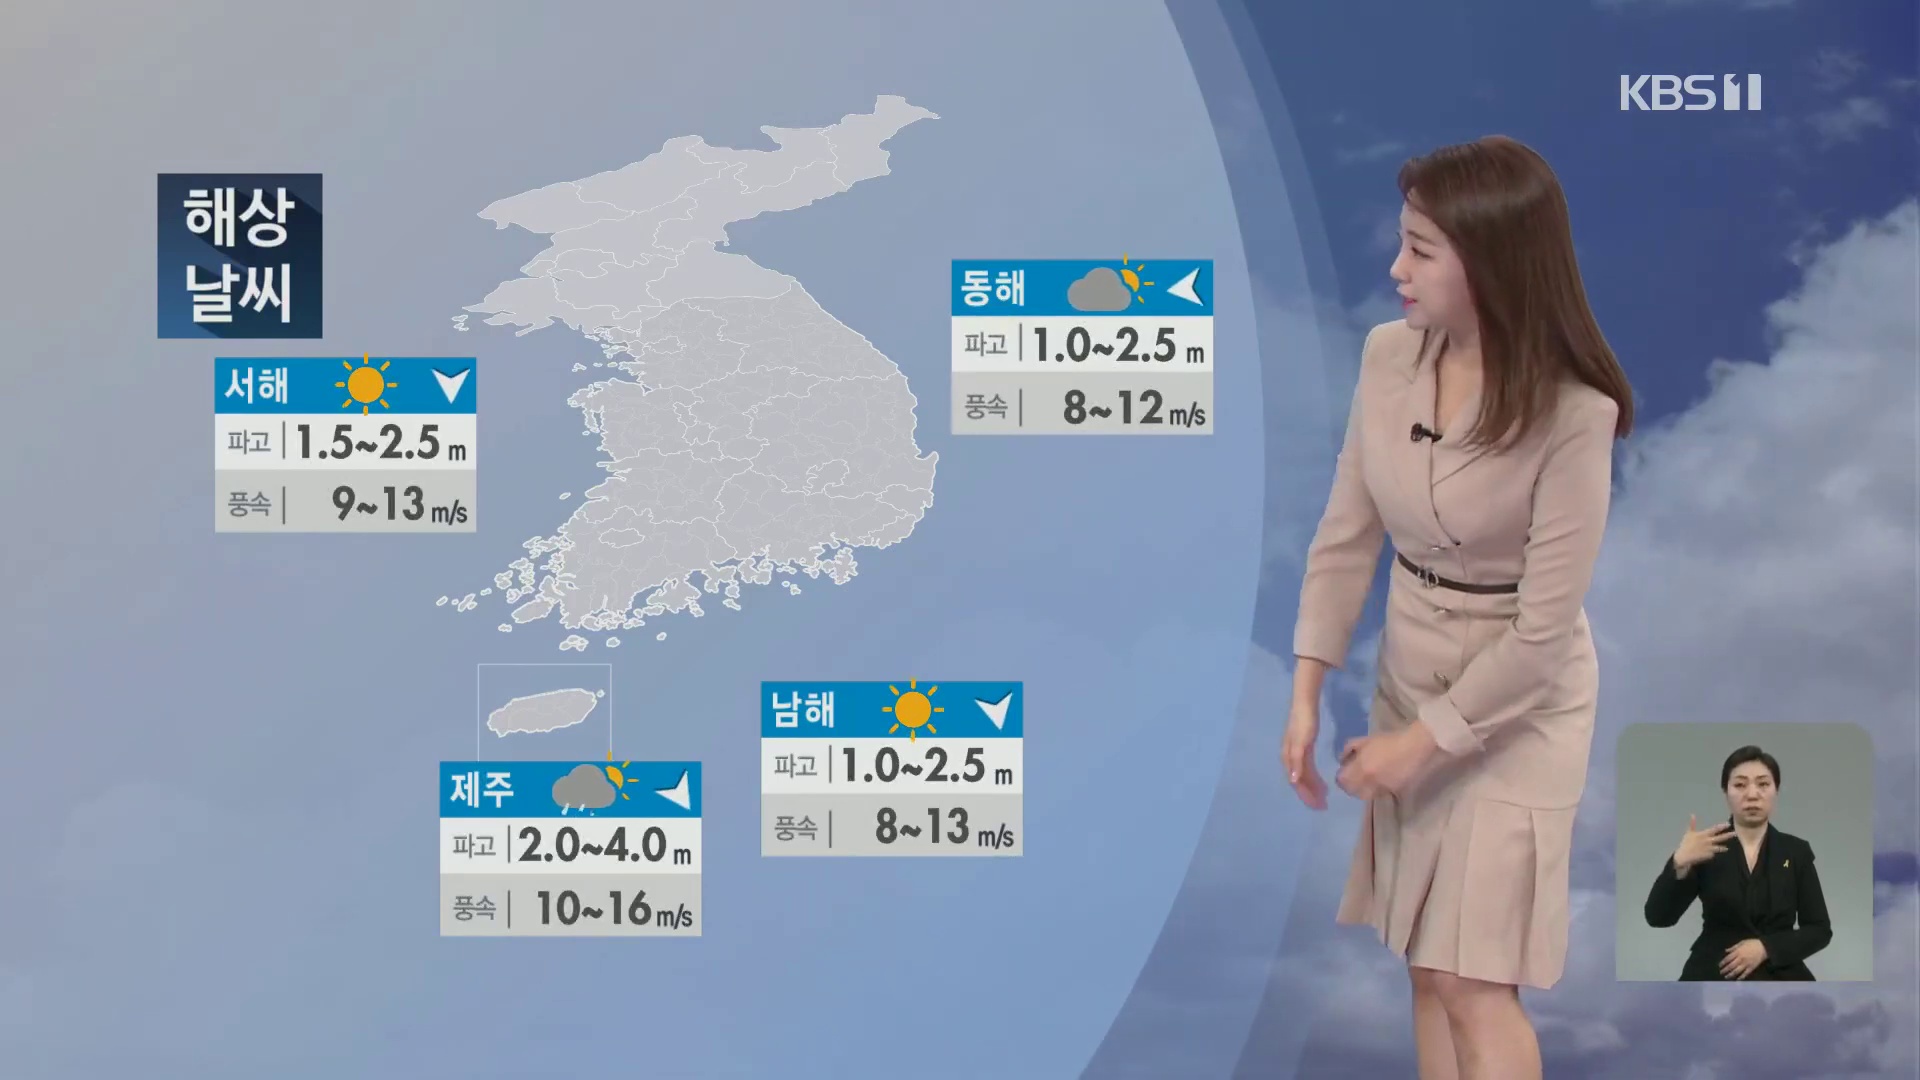 KBS 1
해상
날씨
동해
파고 1.0~2.5 m
풍속 8~12 m/s
서해
파고 1.5~2.5 m
풍속 9~13 m/s
남해
파고 1.0~2.5 m
풍속 8~13 m/s
제주
파고 2.0~4.0 m
풍속 10~16 m/s